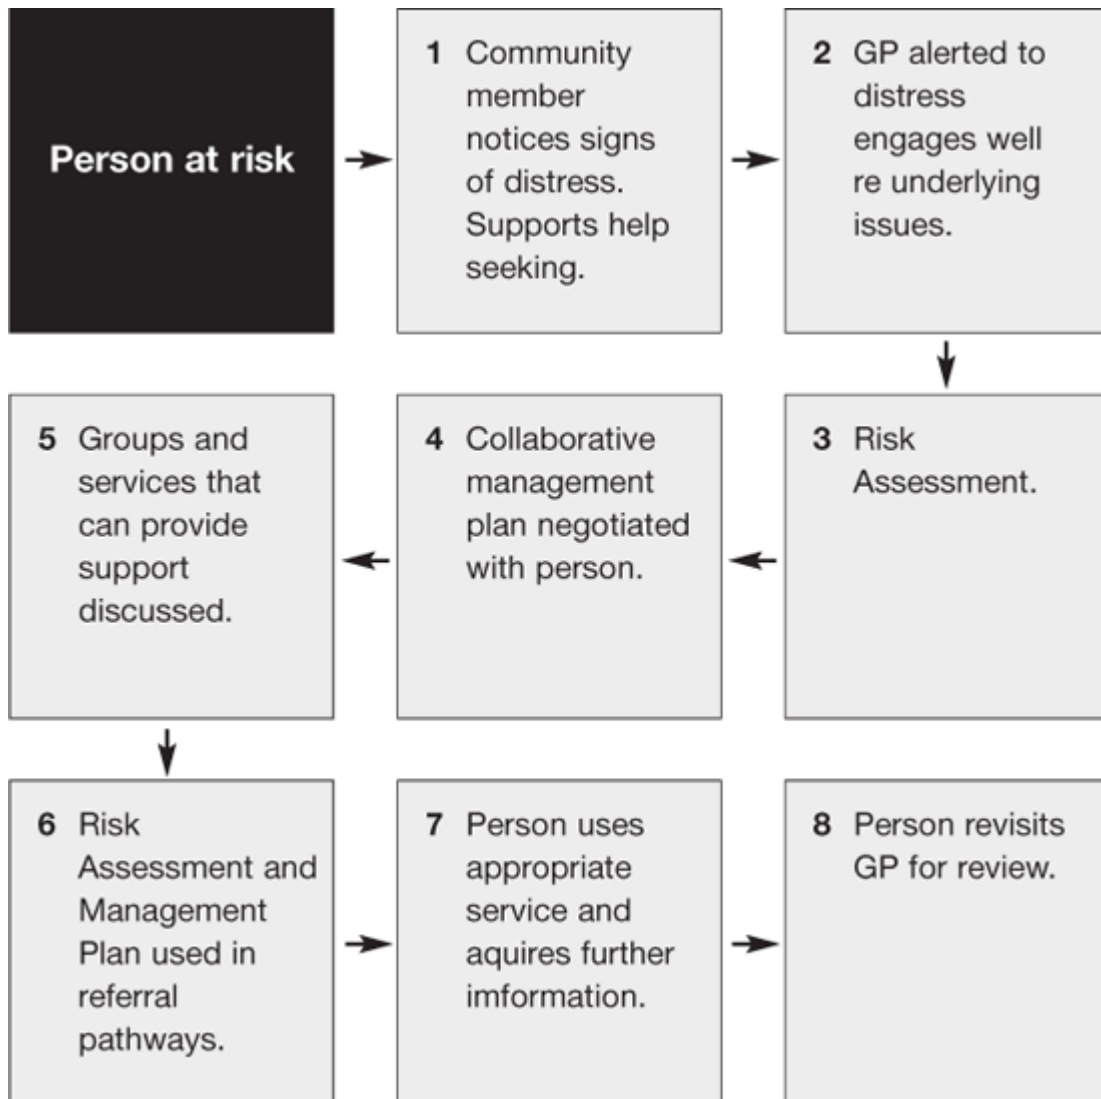 Person at risk
1 Community
member
notices signs
of distress.
Supports help
seeking.
2 GP alerted to
distress
engages well
re underlying
issues.
3 Risk
Assessment.
4 Collaborative
management
plan negotiated
with person.
5 Groups and
services that
can provide
support
discussed.
6 Risk
Assessment and
Management
Plan used in
referral
pathways.
7 Person uses
appropriate
service and
aquires further
imformation.
8 Person revisits
GP for review.